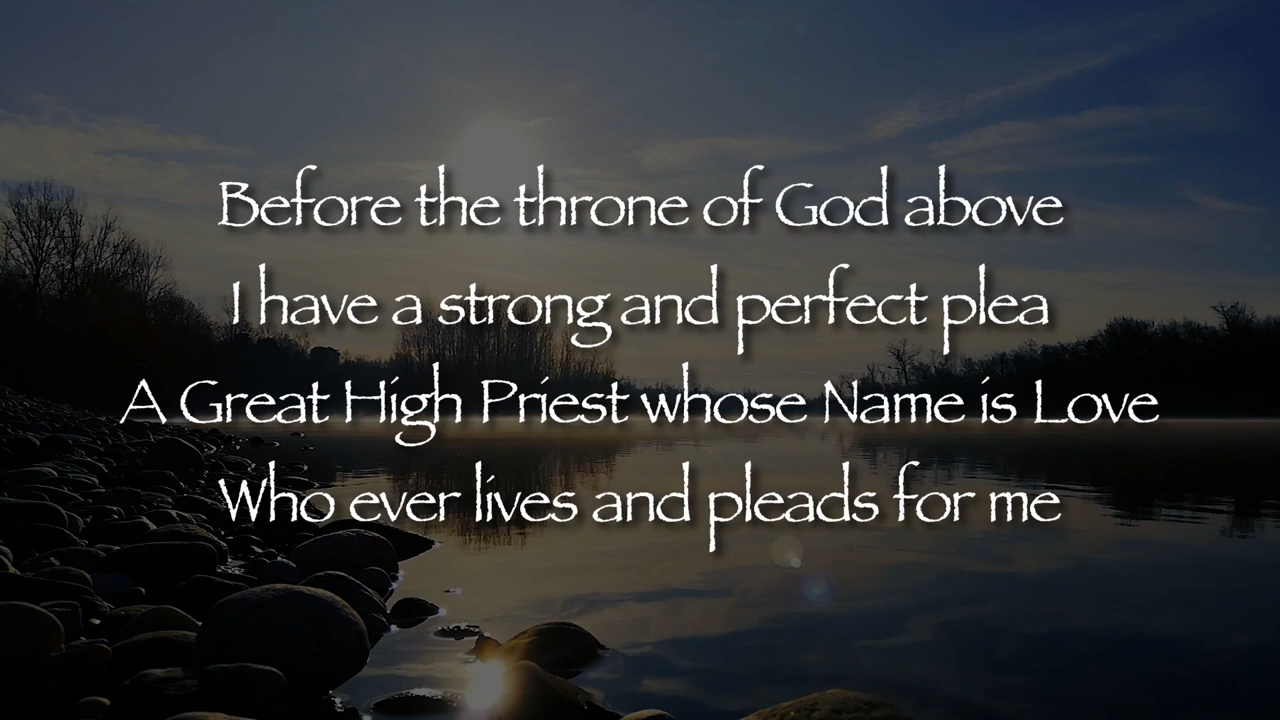 Before the throne of God above
I have a strong and perfect plea
A Great High Priest whose Name is Love
Who ever lives and pleads for me